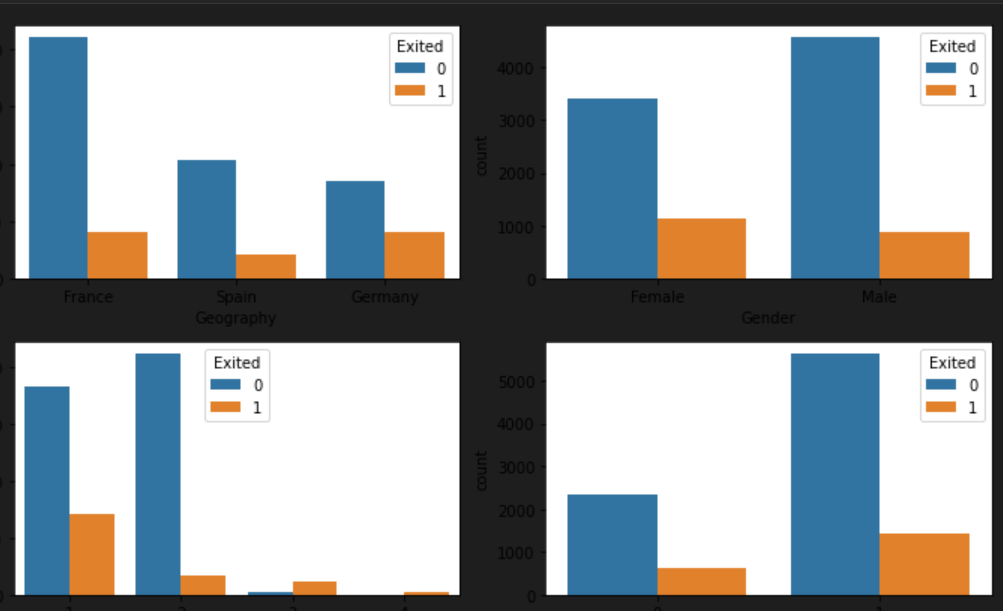 Exited
0
1
France
Spain
Germany
Geography
Exited
0
1
4000
3000
2000
1000
0
count
Female
Male
Gender
Exited
0
1
Exited
0
1
5000
4000
3000
2000
1000
0
count